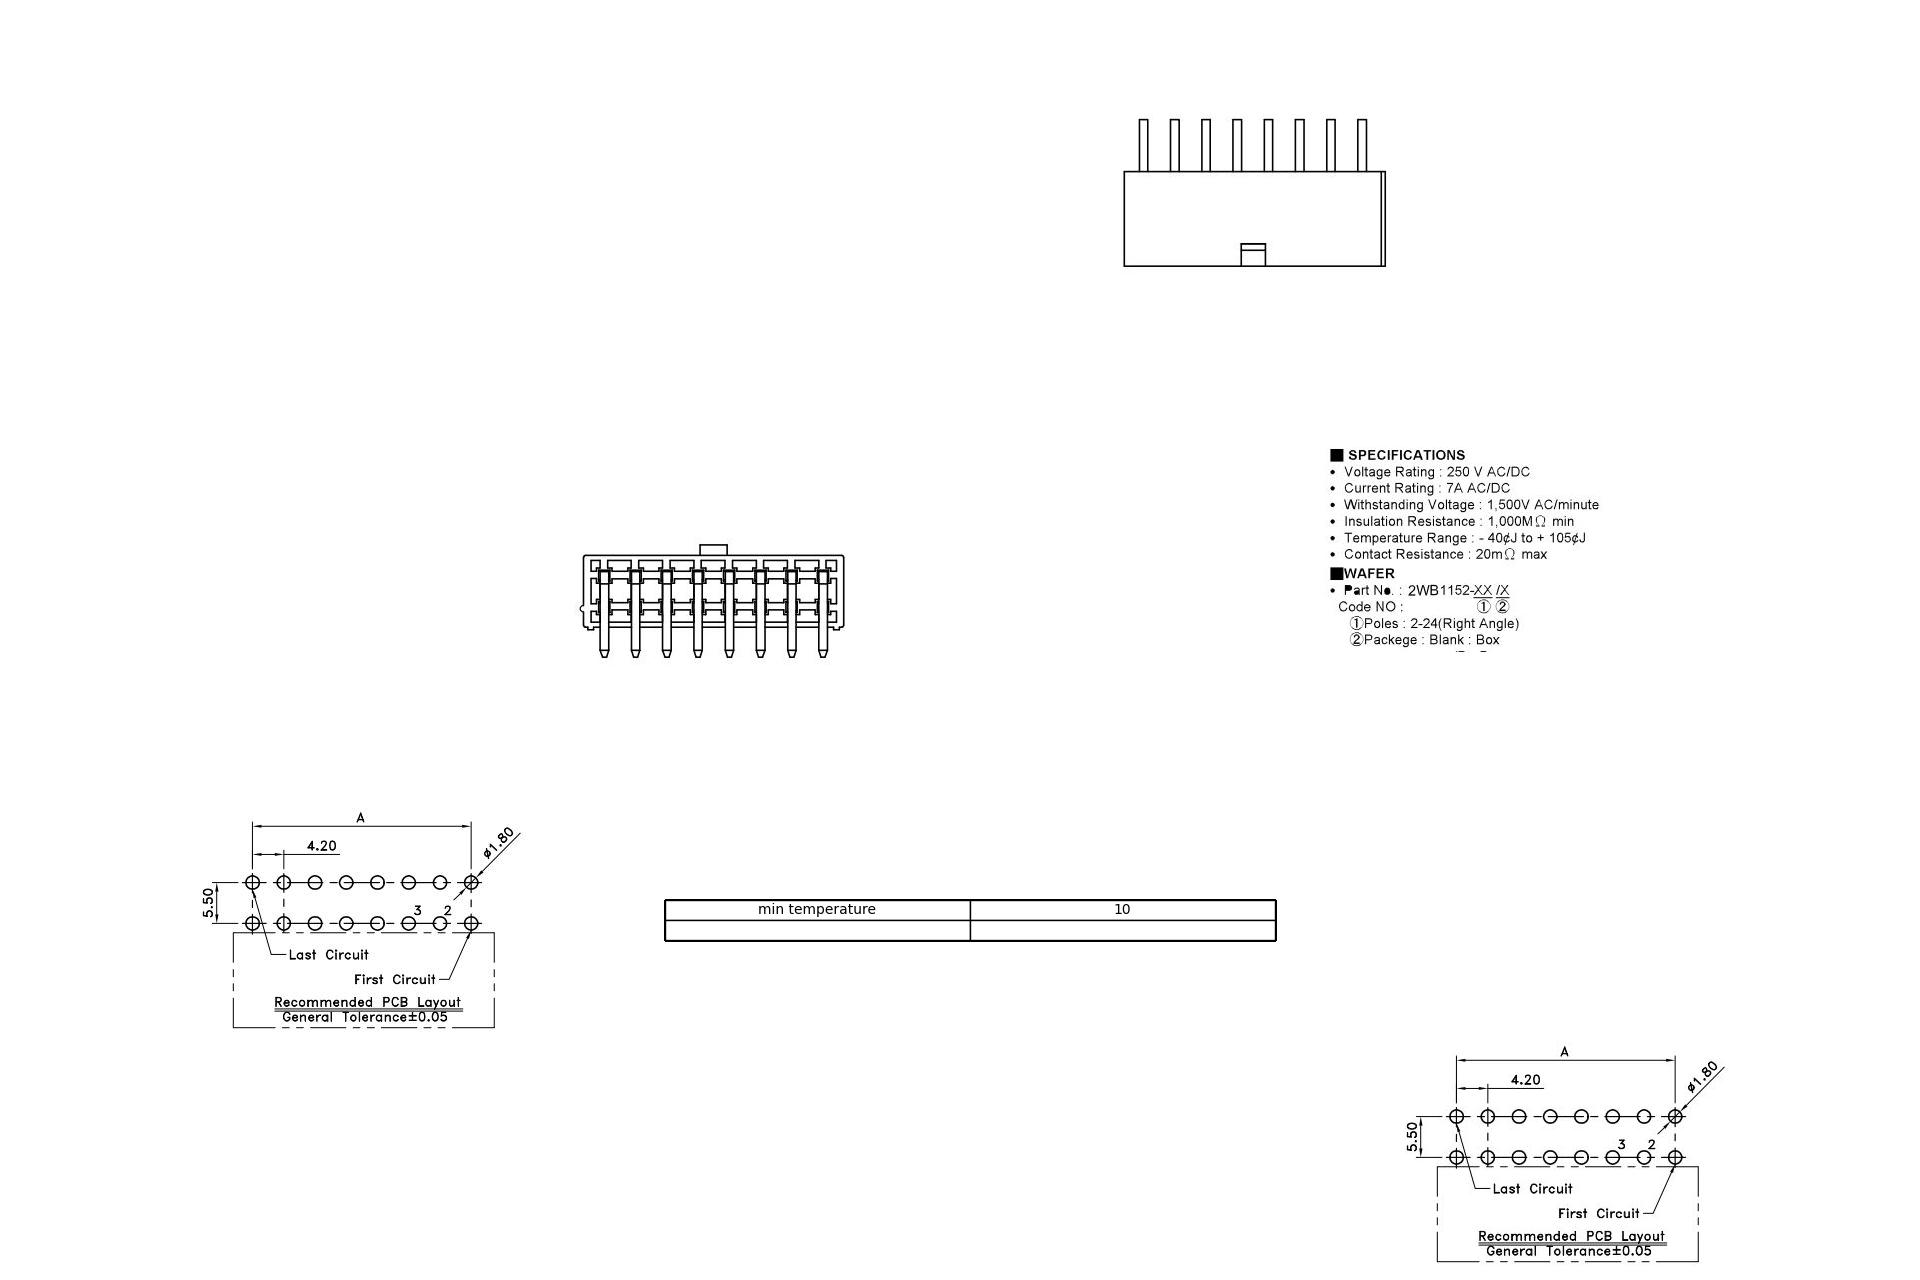 ■ SPECIFICATIONS
• Voltage Rating : 250 V AC/DC
• Current Rating : 7A AC/DC
• Withstanding Voltage : 1,500V AC/minute
• Insulation Resistance : 1,000MΩ min
• Temperature Range : - 40¢J to + 105¢J
• Contact Resistance : 20mΩ max
■WAFER
• Part No. : 2WB1152-XX /X
Code NO : ① ②
①Poles : 2-24(Right Angle)
②Packege : Blank : Box
A
4.20
ø1.80
5.50
3 2
Last Circuit
First Circuit
Recommended PCB Layout
General Tolerance±0.05
min temperature 10
A
4.20
ø1.80
5.50
3 2
Last Circuit
First Circuit
Recommended PCB Layout
General Tolerance±0.05